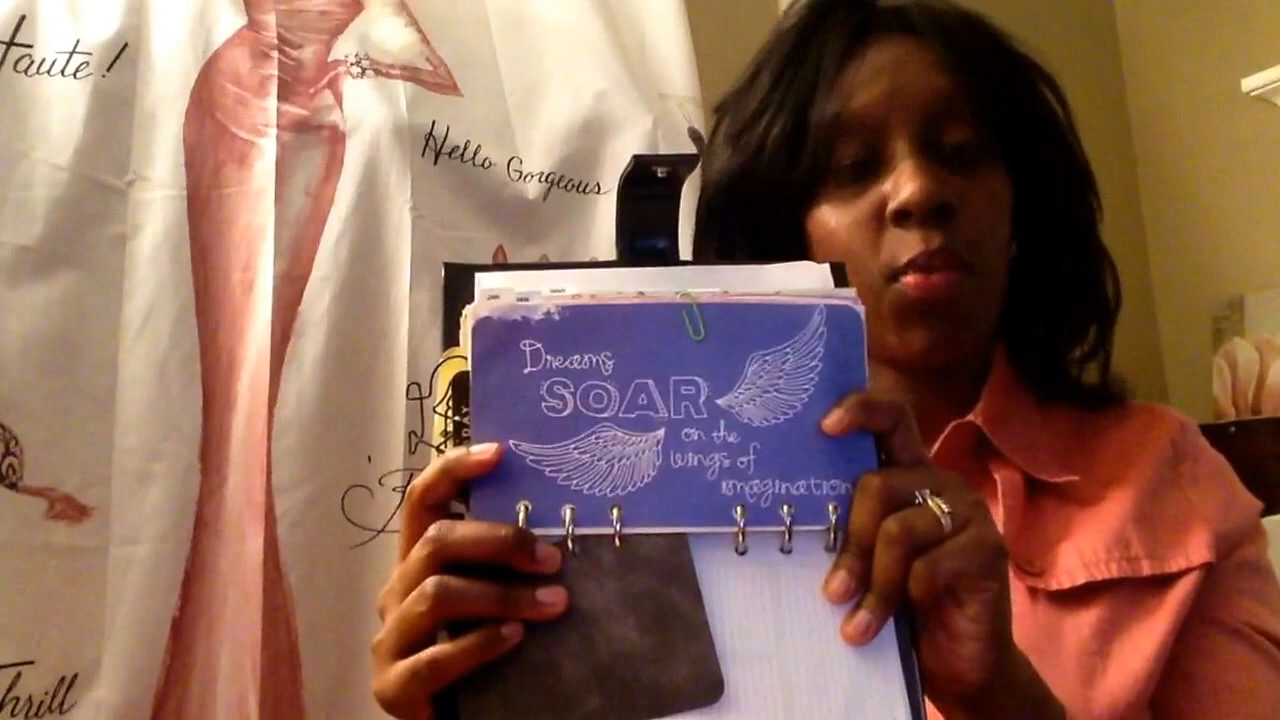 Haute!
Hello Gorgeous
Dreams
SOAR
on the
wings of
imagination
Thrill